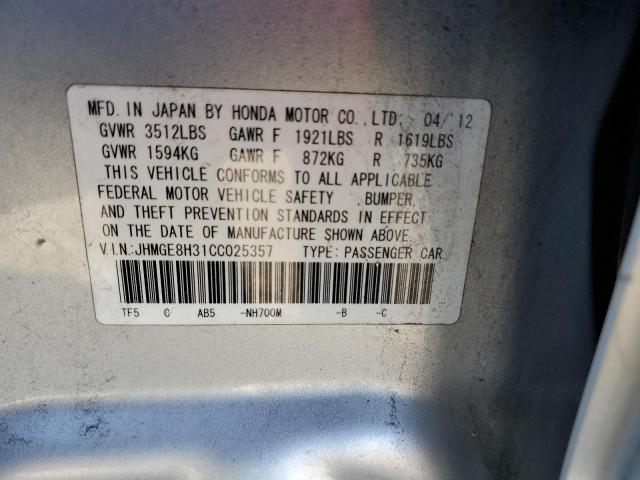 MFD. IN JAPAN BY HONDA MOTOR CO., LTD. 04/12
GVWR 3512LBS GAWR F 1921LBS R 1619LBS
GVWR 1594KG GAWR F 872KG R 735KG
THIS VEHICLE CONFORMS TO ALL APPLICABLE
FEDERAL MOTOR VEHICLE SAFETY , BUMPER,
AND THEFT PREVENTION STANDARDS IN EFFECT
ON THE DATE OF MANUFACTURE SHOWN ABOVE.
V.I.N.:JHMGE8H31CC025357 TYPE: PASSENGER CAR
TF5 C AB5 -NH700M -B -C